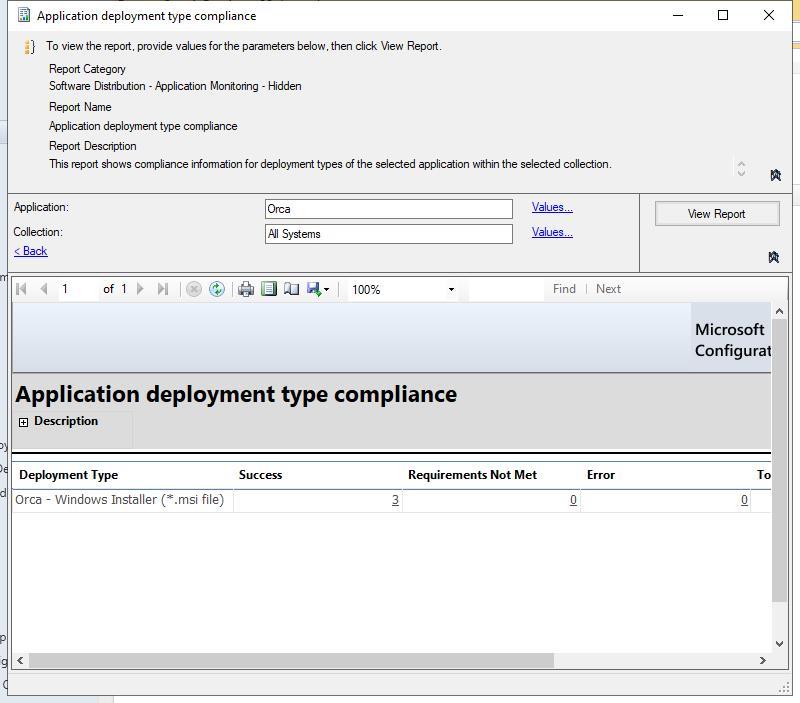 Application deployment type compliance
To view the report, provide values for the parameters below, then click View Report.
Report Category
Software Distribution - Application Monitoring - Hidden
Report Name
Application deployment type compliance
Report Description
This report shows compliance information for deployment types of the selected application within the selected collection.
Application: Orca Values... View Report
Collection: All Systems Values...
< Back
1 of 1 100% Find Next
Microsoft
Configurat
Application deployment type compliance
Description
Deployment Type Success Requirements Not Met Error To
Orca - Windows Installer (*.msi file) 3 0 0